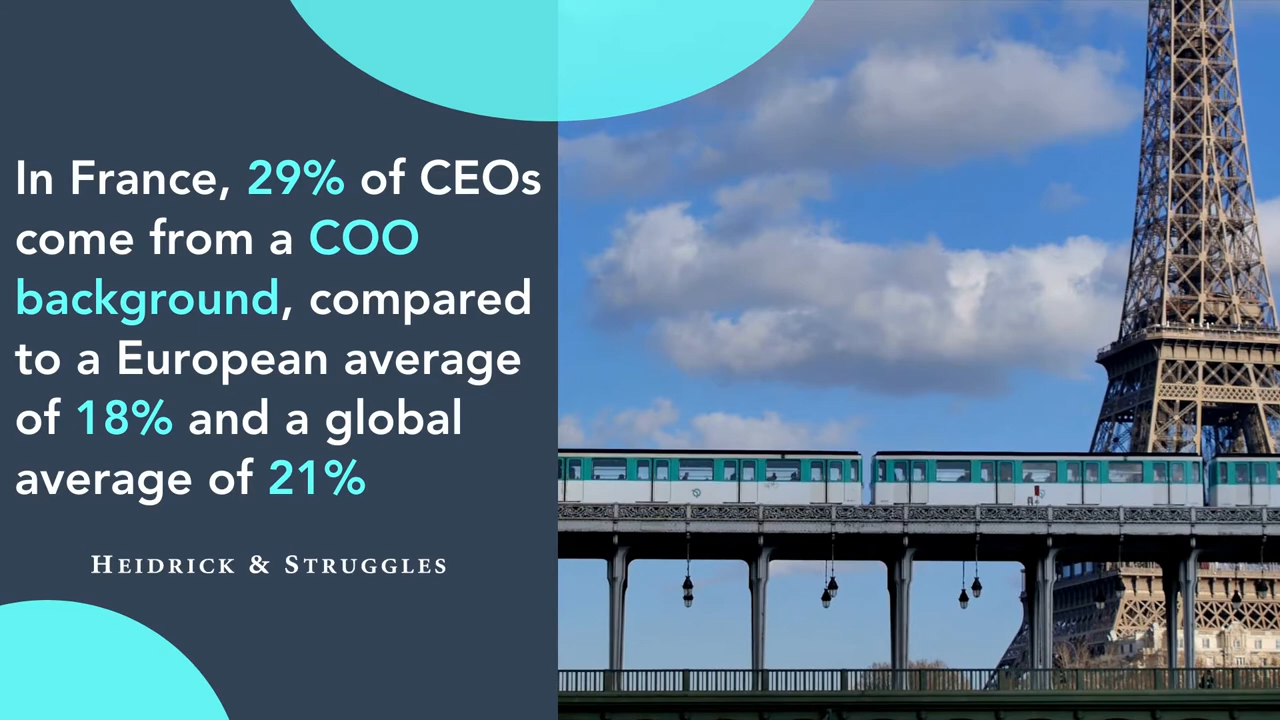 In France, 29% of CEOs
come from a COO
background, compared
to a European average
of 18% and a global
average of 21%
HEIDRICK & STRUGGLES